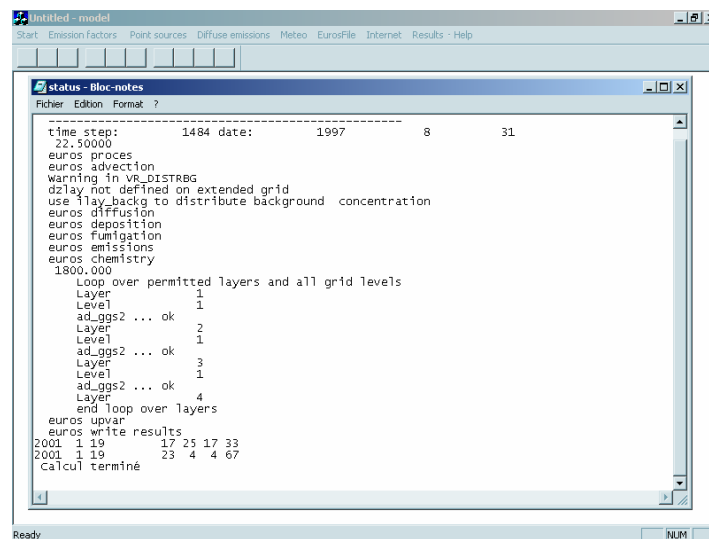 Untitled - model
Start Emission factors Point sources Diffuse emissions Meteo EurosFile Internet Results - Help
status - Bloc-notes
Fichier Edition Format ?
--------------------------------------------------
time step: 1484 date: 1997 8 31
22.50000
euros proces
euros advection
Warning in VR_DISTRBG
dzlay not defined on extended grid
use ilay_backg to distribute background concentration
euros diffusion
euros deposition
euros fumigation
euros emissions
euros chemistry
1800.000
Loop over permitted layers and all grid levels
Layer 1
Level 1
ad_ggs2 ... ok
Layer 2
Level 1
ad_ggs2 ... ok
Layer 3
Level 1
ad_ggs2 ... ok
Layer 4
end loop over layers
euros upvar
euros write results
2001 1 19 17 25 17 33
2001 1 19 23 4 4 67
Calcul terminé
Ready NUM